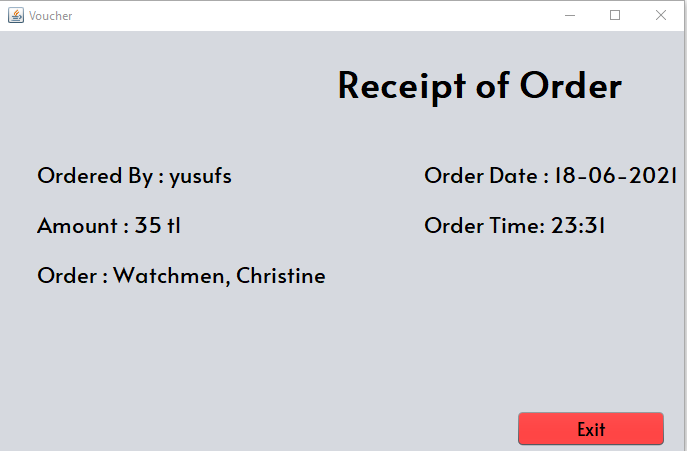 Voucher
Receipt of Order
Ordered By : yusufs
Order Date : 18-06-2021
Amount : 35 tl
Order Time: 23:31
Order : Watchmen, Christine
Exit